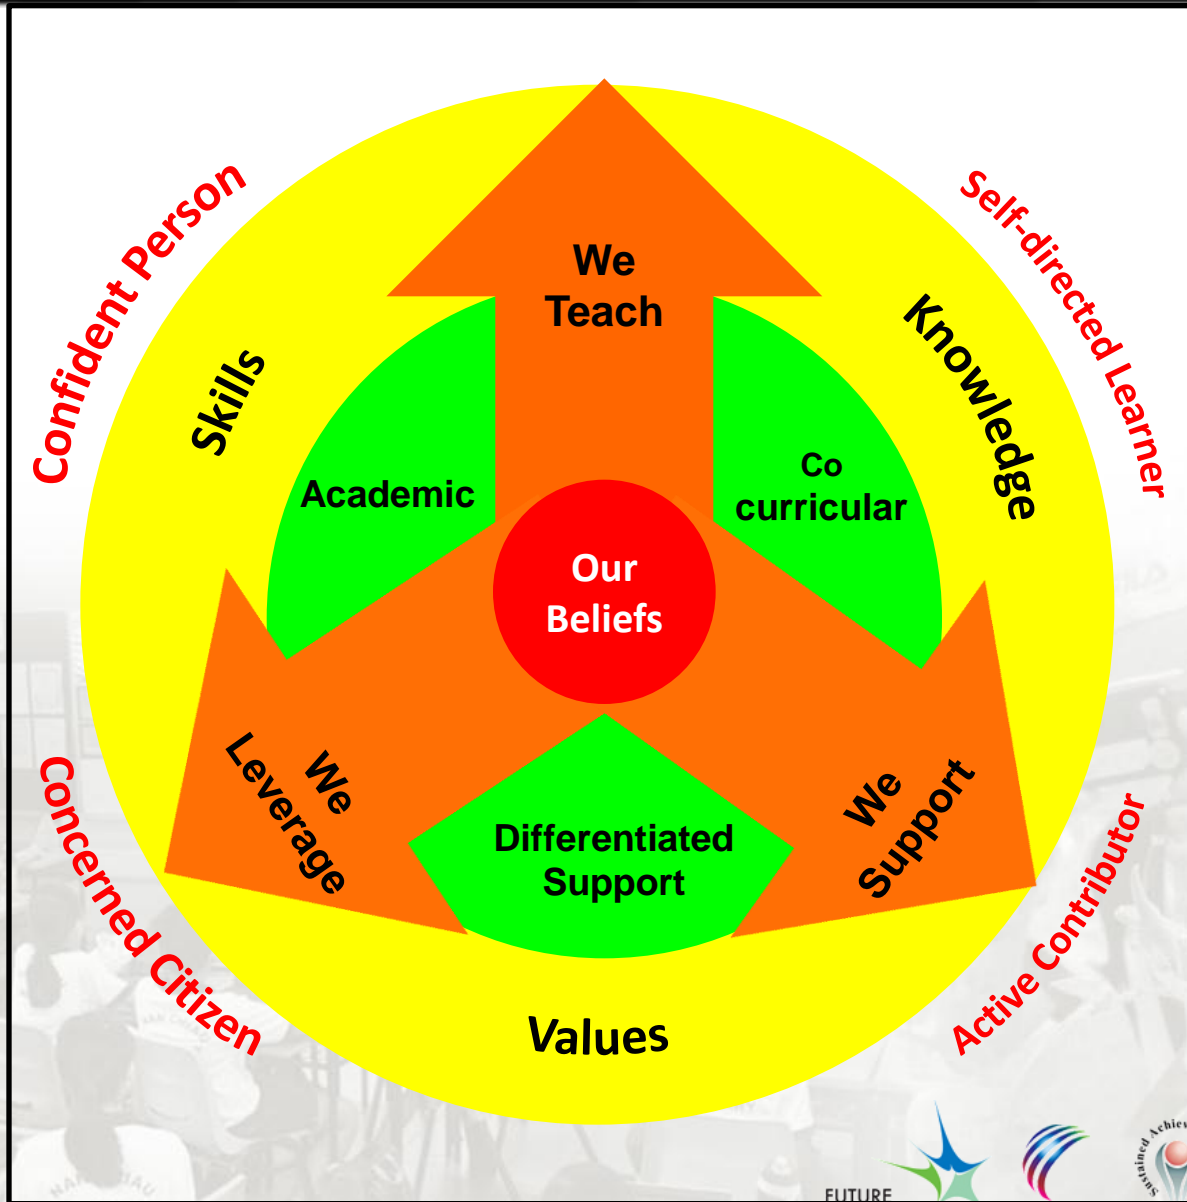 Confident Person
Self-directed Learner
We
Teach
Skills
Knowledge
Academic
Co
curricular
Our
Beliefs
We
Leverage
We
Support
Differentiated
Support
Values
Concerned Citizen
Active Contributor
FUTURE
Sustained